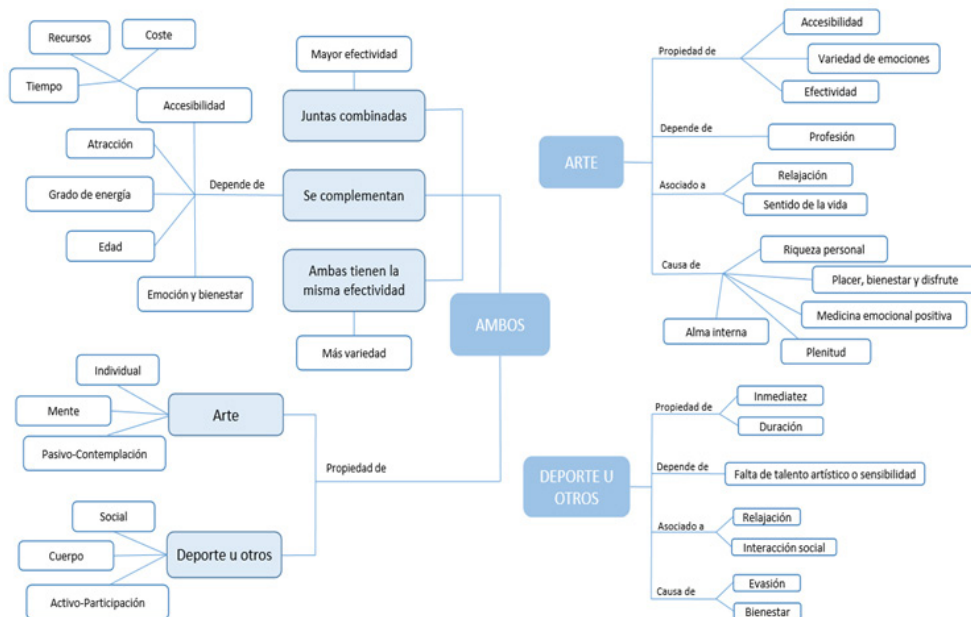 Recursos
Coste
Tiempo
Accesibilidad
Atracción
Grado de energía
Edad
Emoción y bienestar
Depende de
Mayor efectividad
Juntas combinadas
Se complementan
Ambas tienen la
misma efectividad
Más variedad
AMBOS
Individual
Mente
Pasivo-Contemplación
Arte
Propiedad de
Social
Cuerpo
Activo-Participación
Deporte u otros
ARTE
Propiedad de
Accesibilidad
Variedad de emociones
Efectividad
Depende de
Profesión
Asociado a
Relajación
Sentido de la vida
Causa de
Riqueza personal
Placer, bienestar y disfrute
Medicina emocional positiva
Alma interna
Plenitud
DEPORTE U
OTROS
Propiedad de
Inmediatez
Duración
Depende de
Falta de talento artístico o sensibilidad
Asociado a
Relajación
Interacción social
Causa de
Evasión
Bienestar